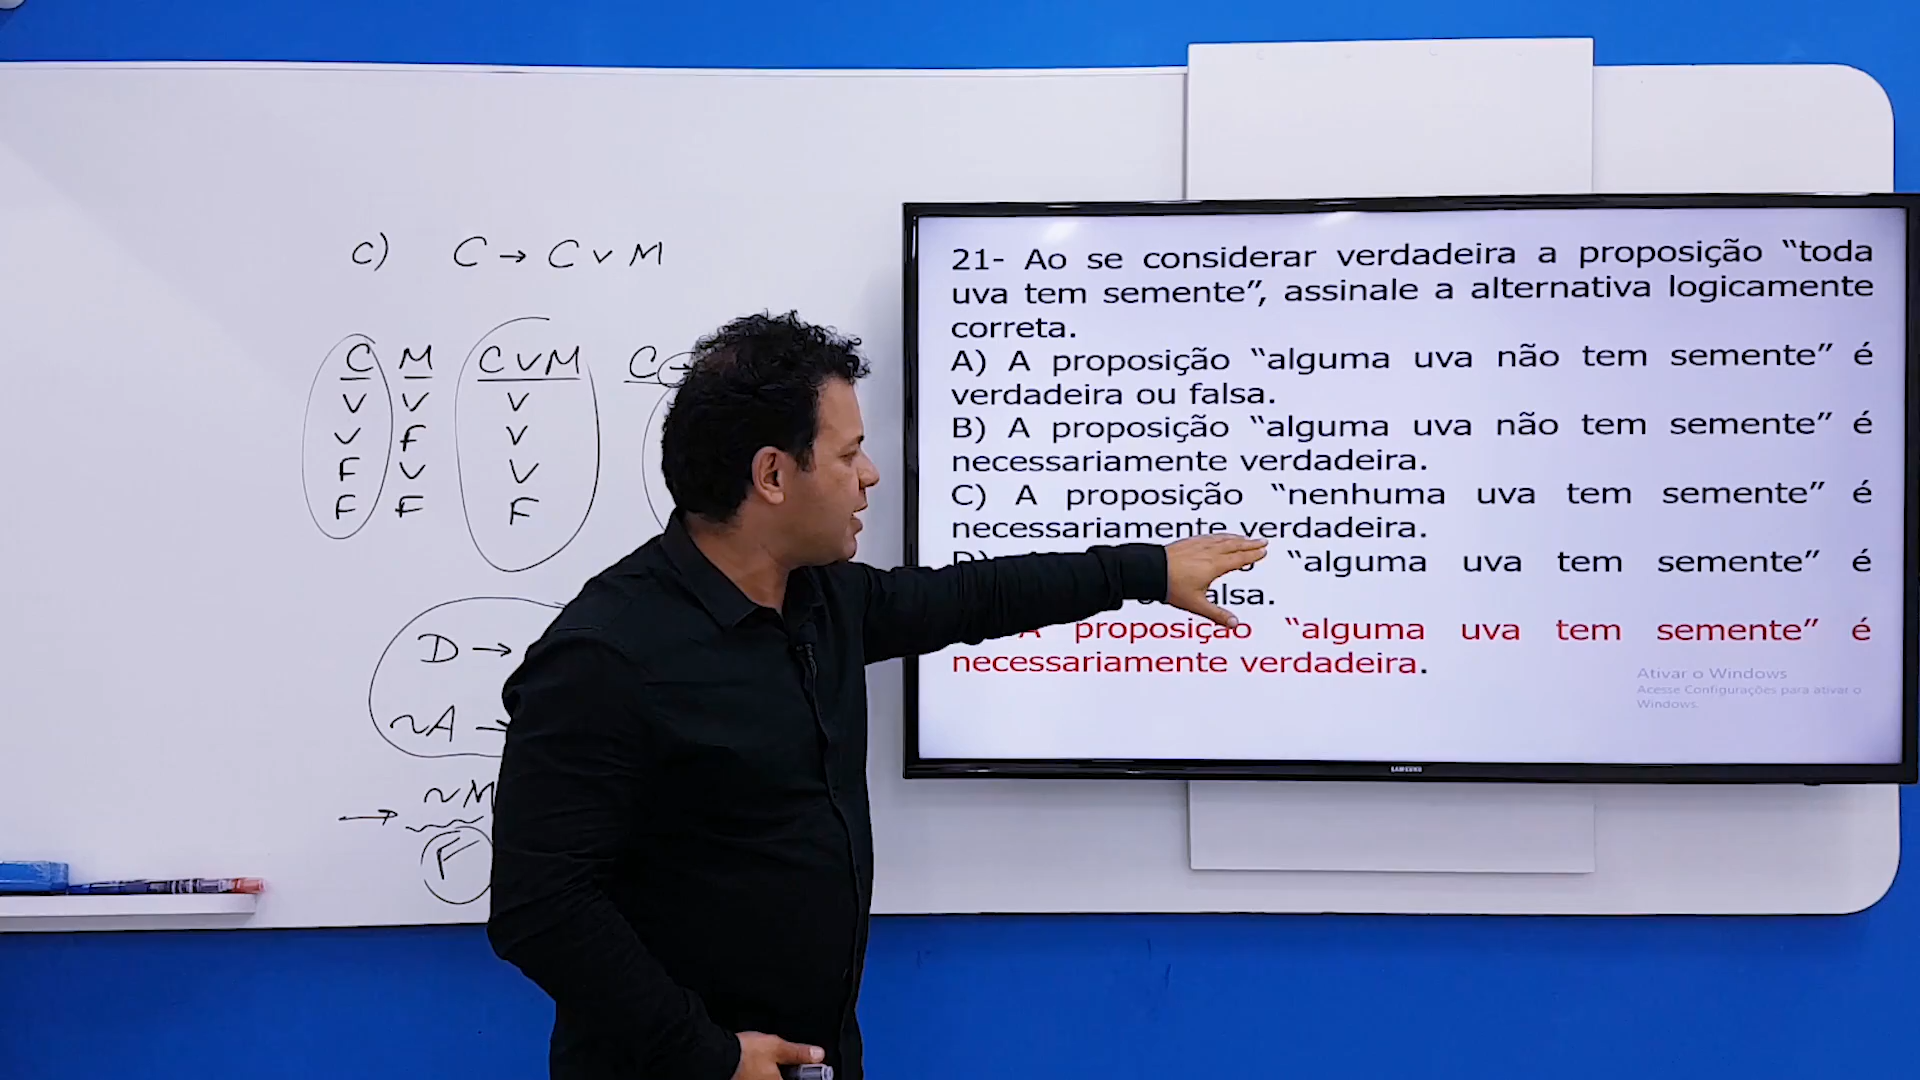 c) C → C ∨ M
C M C∨M C →
V V V
V F V
F V V
F F F
D →
~A →
→ ~M
F
21- Ao se considerar verdadeira a proposição “toda
uva tem semente”, assinale a alternativa logicamente
correta.
A) A proposição “alguma uva não tem semente” é
verdadeira ou falsa.
B) A proposição “alguma uva não tem semente” é
necessariamente verdadeira.
C) A proposição “nenhuma uva tem semente” é
necessariamente verdadeira.
“alguma uva tem semente” é
alsa.
A proposição “alguma uva tem semente” é
necessariamente verdadeira.
Ativar o Windows
Acesse Configurações para ativar o
Windows.
SAMSUNG